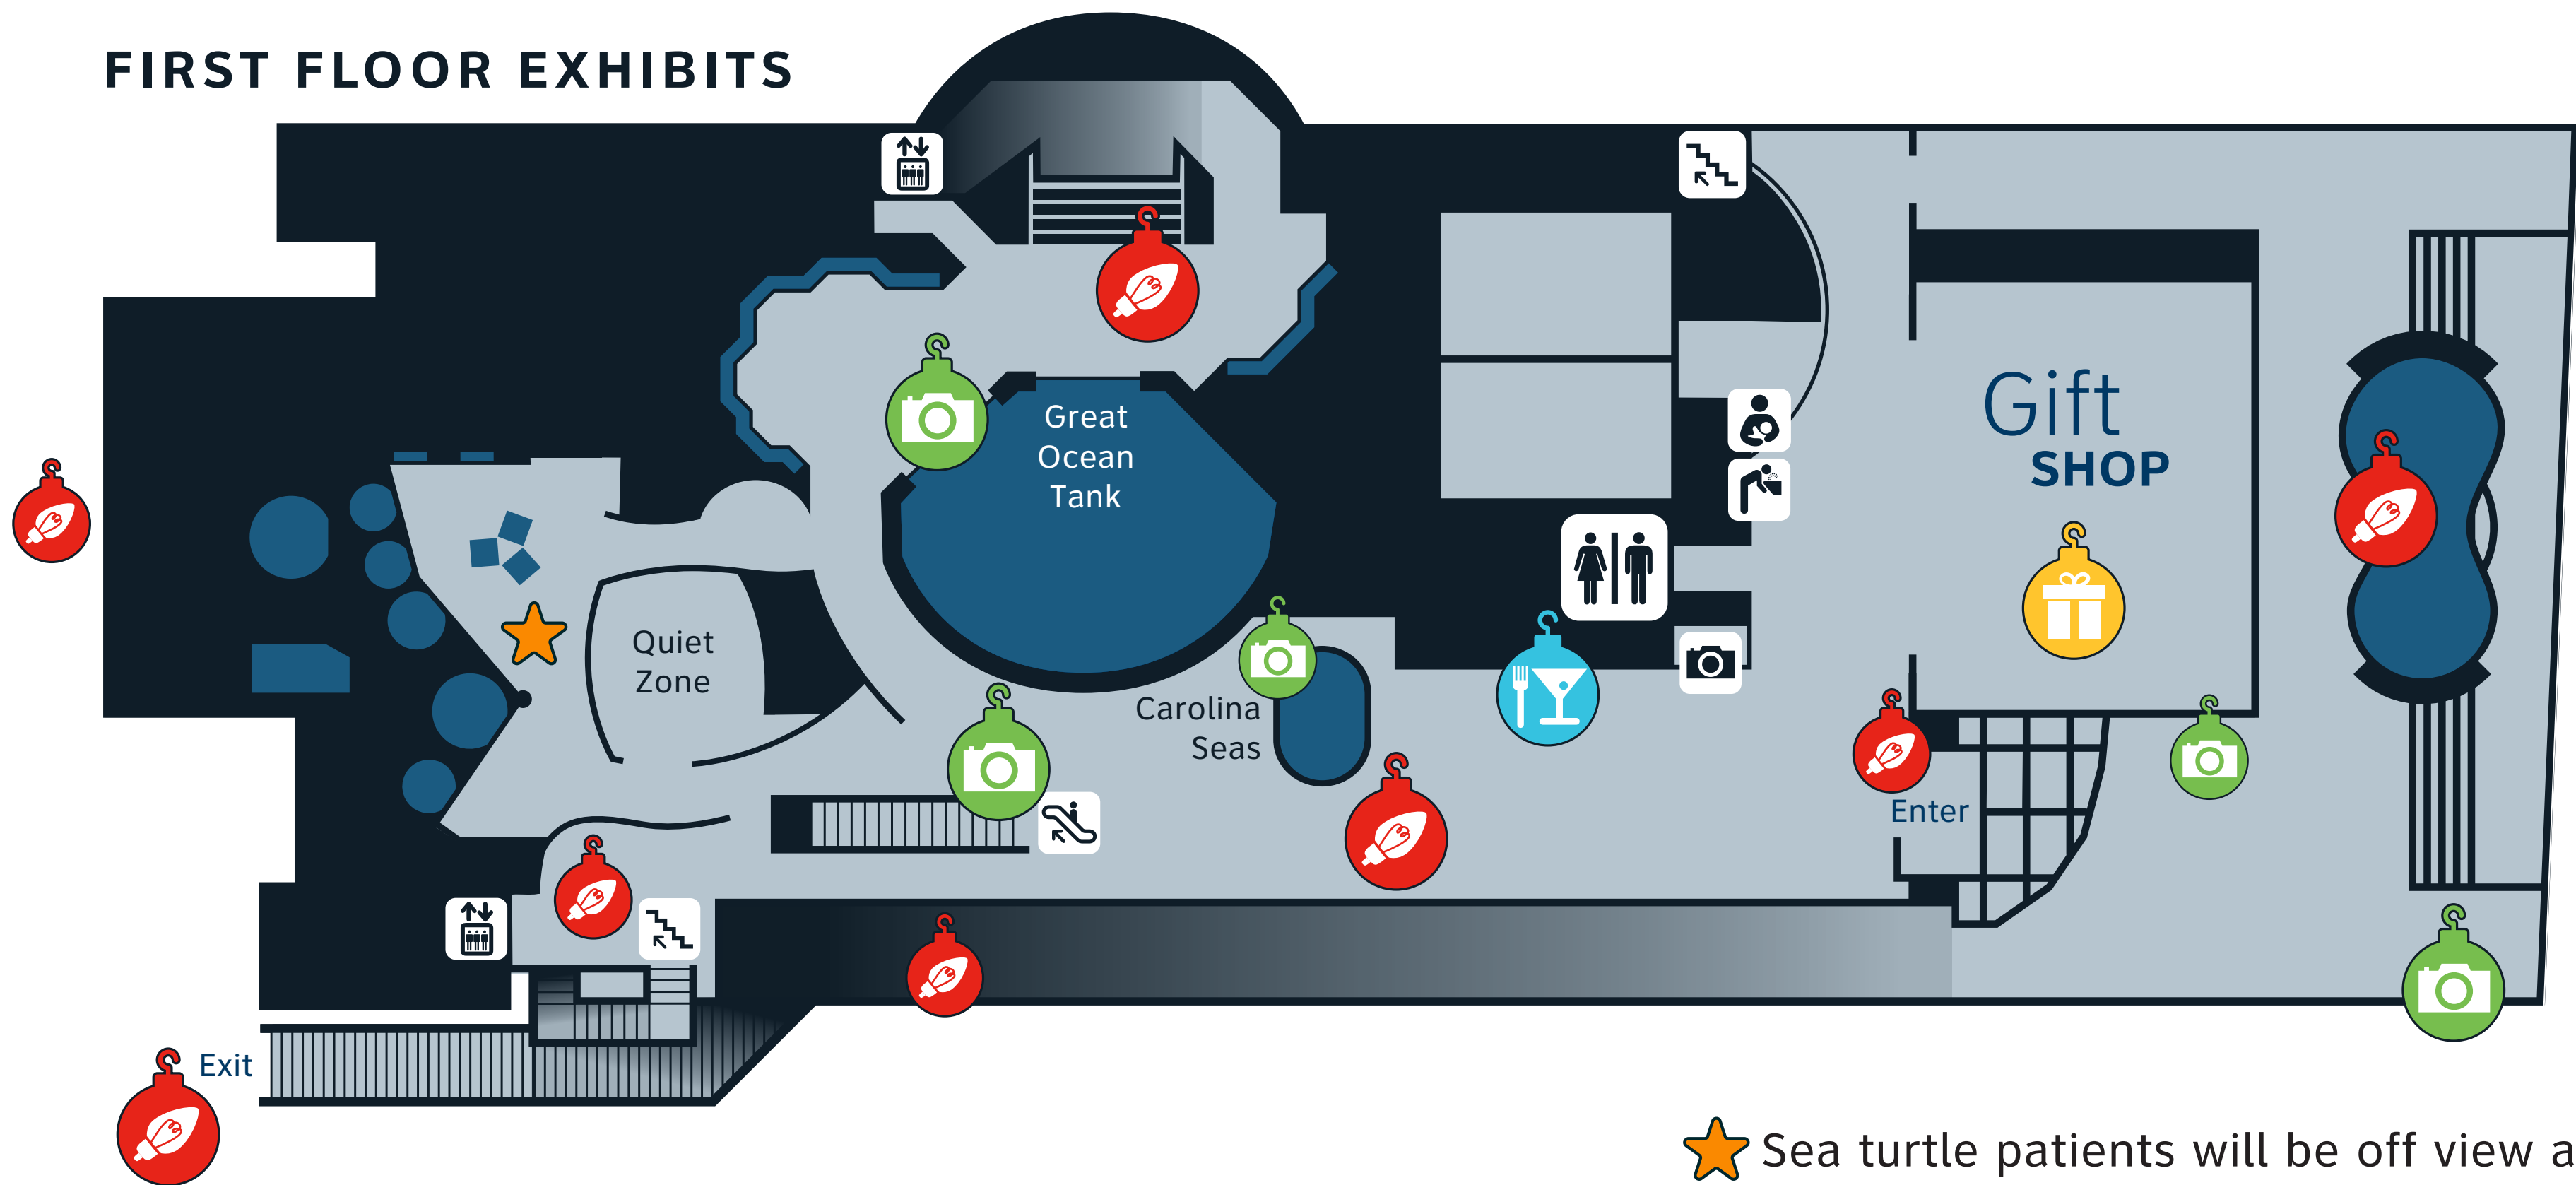 FIRST FLOOR EXHIBITS
Great
Ocean
Tank
Gift
SHOP
Quiet
Zone
Carolina
Seas
Enter
Exit
Sea turtle patients will be off view a